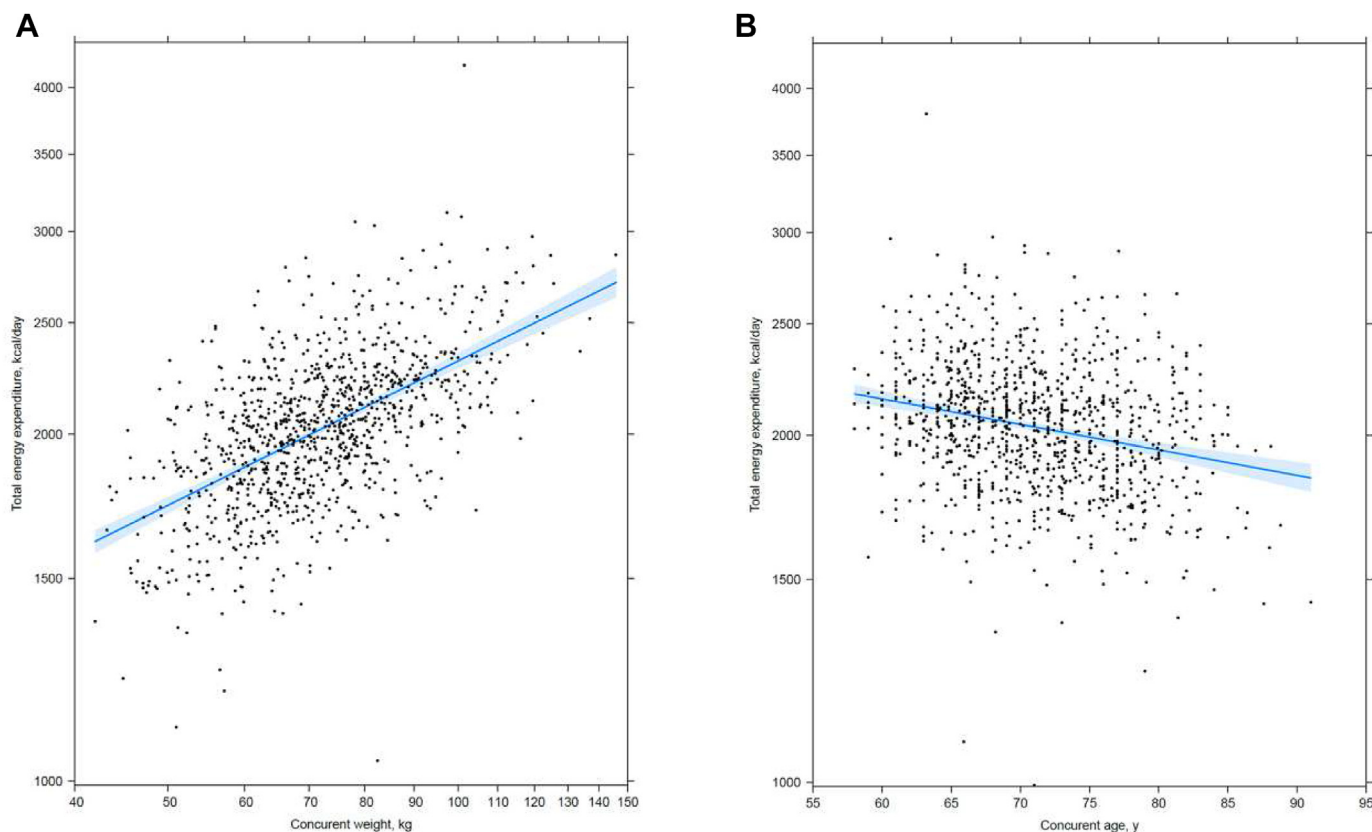 A
Total energy expenditure, kcal/day
4000
3500
3000
2500
2000
1500
1000
40 50 60 70 80 90 100 110 120 130 140 150
Concurent weight, kg
B
Total energy expenditure, kcal/day
4000
3500
3000
2500
2000
1500
1000
55 60 65 70 75 80 85 90 95
Concurent age, y